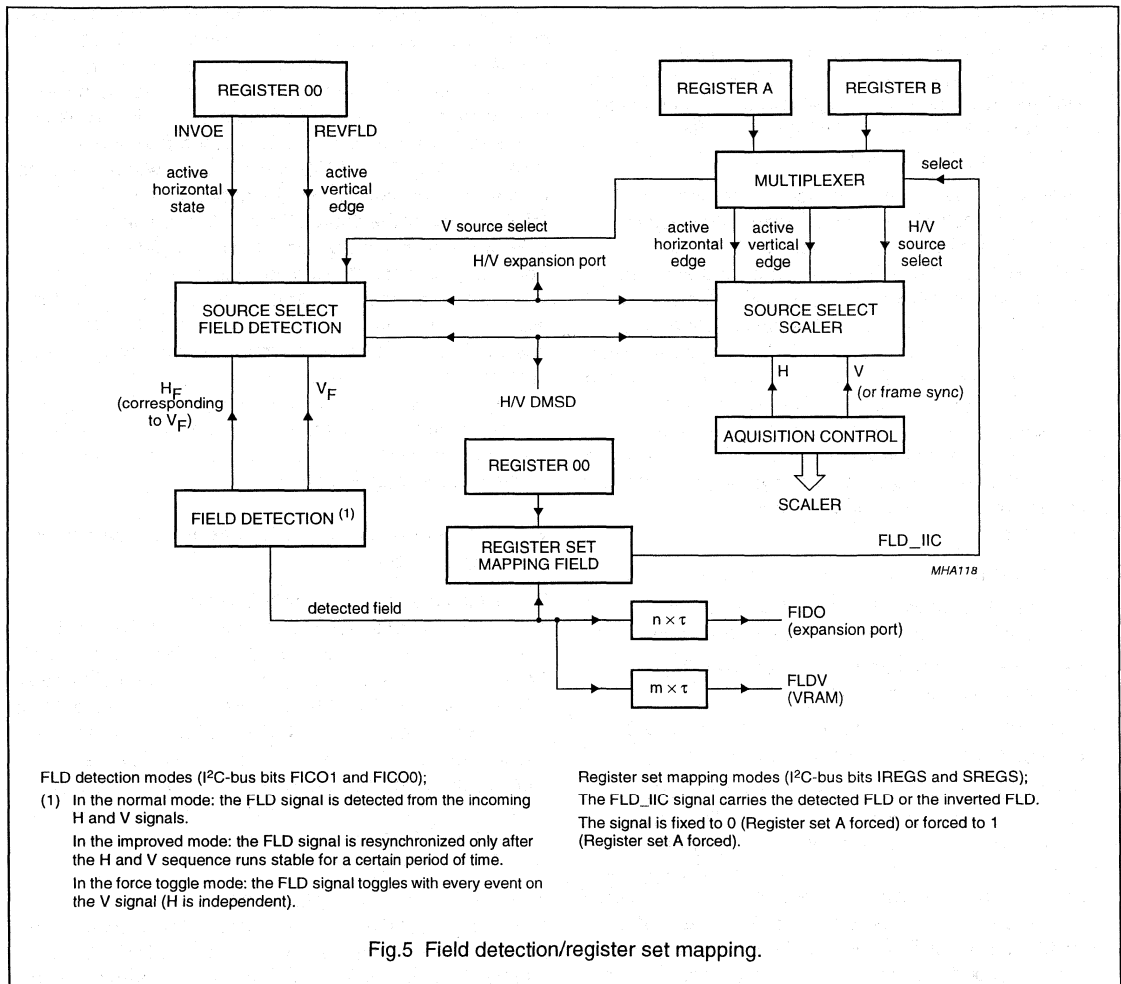 REGISTER 00
INVOE
REVFLD
active
horizontal
state
active
vertical
edge
REGISTER A
REGISTER B
MULTIPLEXER
select
V source select
active
horizontal
edge
active
vertical
edge
H/V
source
select
H/V expansion port
SOURCE SELECT
FIELD DETECTION
SOURCE SELECT
SCALER
HF
(corresponding
to VF)
VF
H/V DMSD
H
V
(or frame sync)
AQUISITION CONTROL
SCALER
REGISTER 00
FIELD DETECTION (1)
REGISTER SET
MAPPING FIELD
FLD_IIC
MHA118
detected field
n × τ
FIDO
(expansion port)
m × τ
FLDV
(VRAM)
FLD detection modes (I²C-bus bits FICO1 and FICO0);
(1) In the normal mode: the FLD signal is detected from the incoming
H and V signals.
In the improved mode: the FLD signal is resynchronized only after
the H and V sequence runs stable for a certain period of time.
In the force toggle mode: the FLD signal toggles with every event on
the V signal (H is independent).
Register set mapping modes (I²C-bus bits IREGS and SREGS);
The FLD_IIC signal carries the detected FLD or the inverted FLD.
The signal is fixed to 0 (Register set A forced) or forced to 1
(Register set A forced).
Fig.5 Field detection/register set mapping.